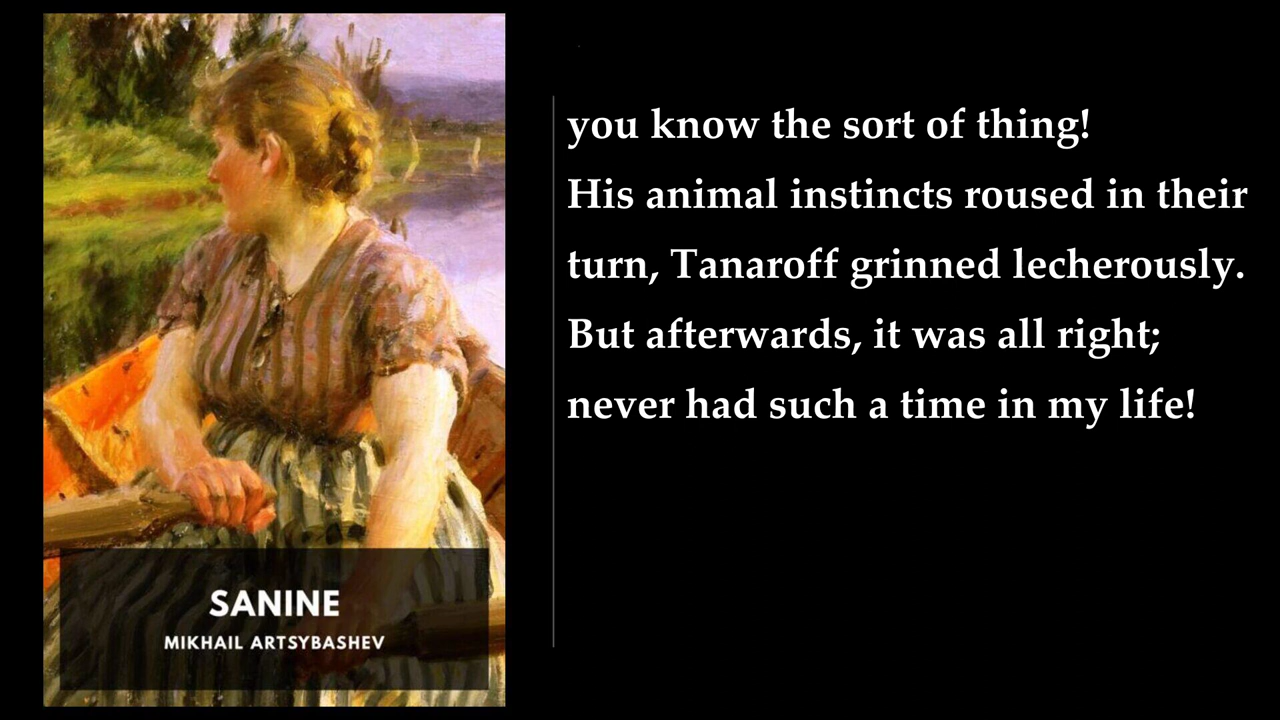 SANINE
MIKHAIL ARTSYBASHEV
you know the sort of thing!
His animal instincts roused in their
turn, Tanaroff grinned lecherously.
But afterwards, it was all right;
never had such a time in my life!